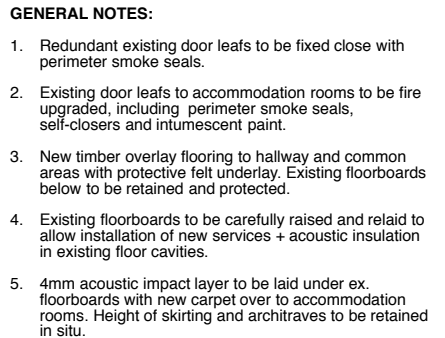 GENERAL NOTES:
1. Redundant existing door leafs to be fixed close with
perimeter smoke seals.
2. Existing door leafs to accommodation rooms to be fire
upgraded, including perimeter smoke seals,
self-closers and intumescent paint.
3. New timber overlay flooring to hallway and common
areas with protective felt underlay. Existing floorboards
below to be retained and protected.
4. Existing floorboards to be carefully raised and relaid to
allow installation of new services + acoustic insulation
in existing floor cavities.
5. 4mm acoustic impact layer to be laid under ex.
floorboards with new carpet over to accommodation
rooms. Height of skirting and architraves to be retained
in situ.